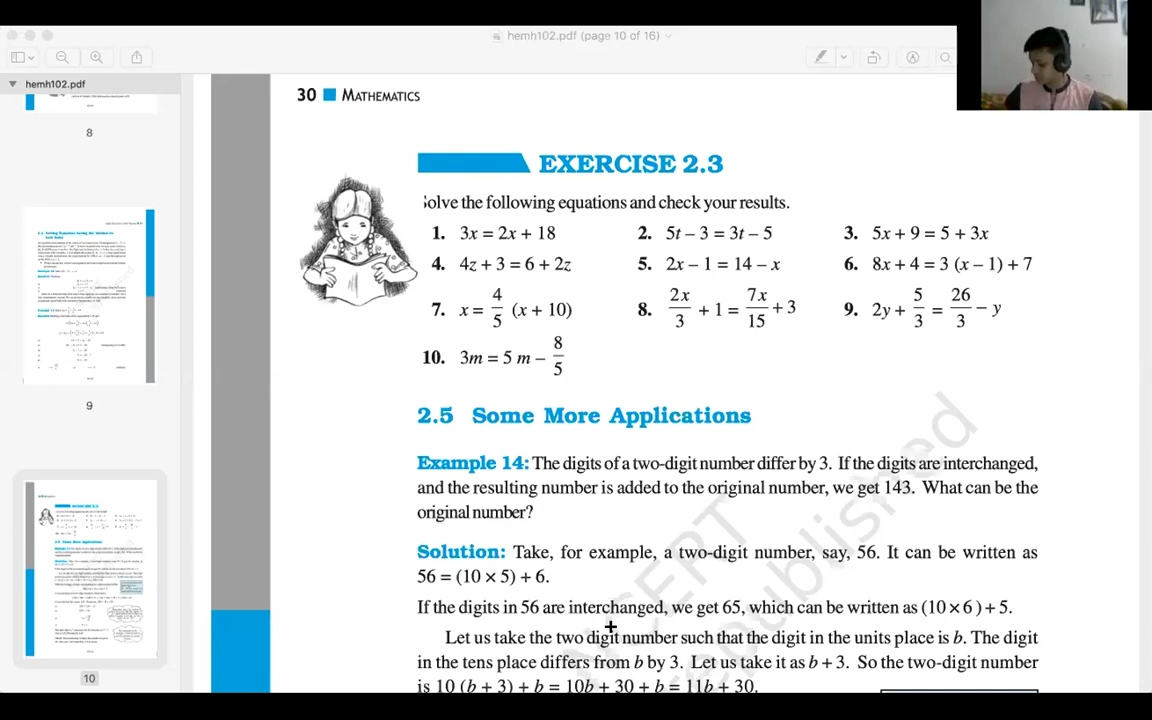 hemh102.pdf (page 10 of 16)
hemh102.pdf
8
9
10
30 MATHEMATICS
EXERCISE 2.3
olve the following equations and check your results.
1. 3x = 2x + 18 2. 5t – 3 = 3t – 5 3. 5x + 9 = 5 + 3x
4. 4z + 3 = 6 + 2z 5. 2x – 1 = 14 – x 6. 8x + 4 = 3 (x – 1) + 7
7. x = 4/5 (x + 10) 8. 2x/3 + 1 = 7x/15 + 3 9. 2y + 5/3 = 26/3 – y
10. 3m = 5 m – 8/5
2.5 Some More Applications
Example 14: The digits of a two-digit number differ by 3. If the digits are interchanged,
and the resulting number is added to the original number, we get 143. What can be the
original number?
Solution: Take, for example, a two-digit number, say, 56. It can be written as
56 = (10 × 5) + 6.
If the digits in 56 are interchanged, we get 65, which can be written as (10 × 6 ) + 5.
Let us take the two digit number such that the digit in the units place is b. The digit
in the tens place differs from b by 3. Let us take it as b + 3. So the two-digit number
is 10 (b + 3) + b = 10b + 30 + b = 11b + 30.